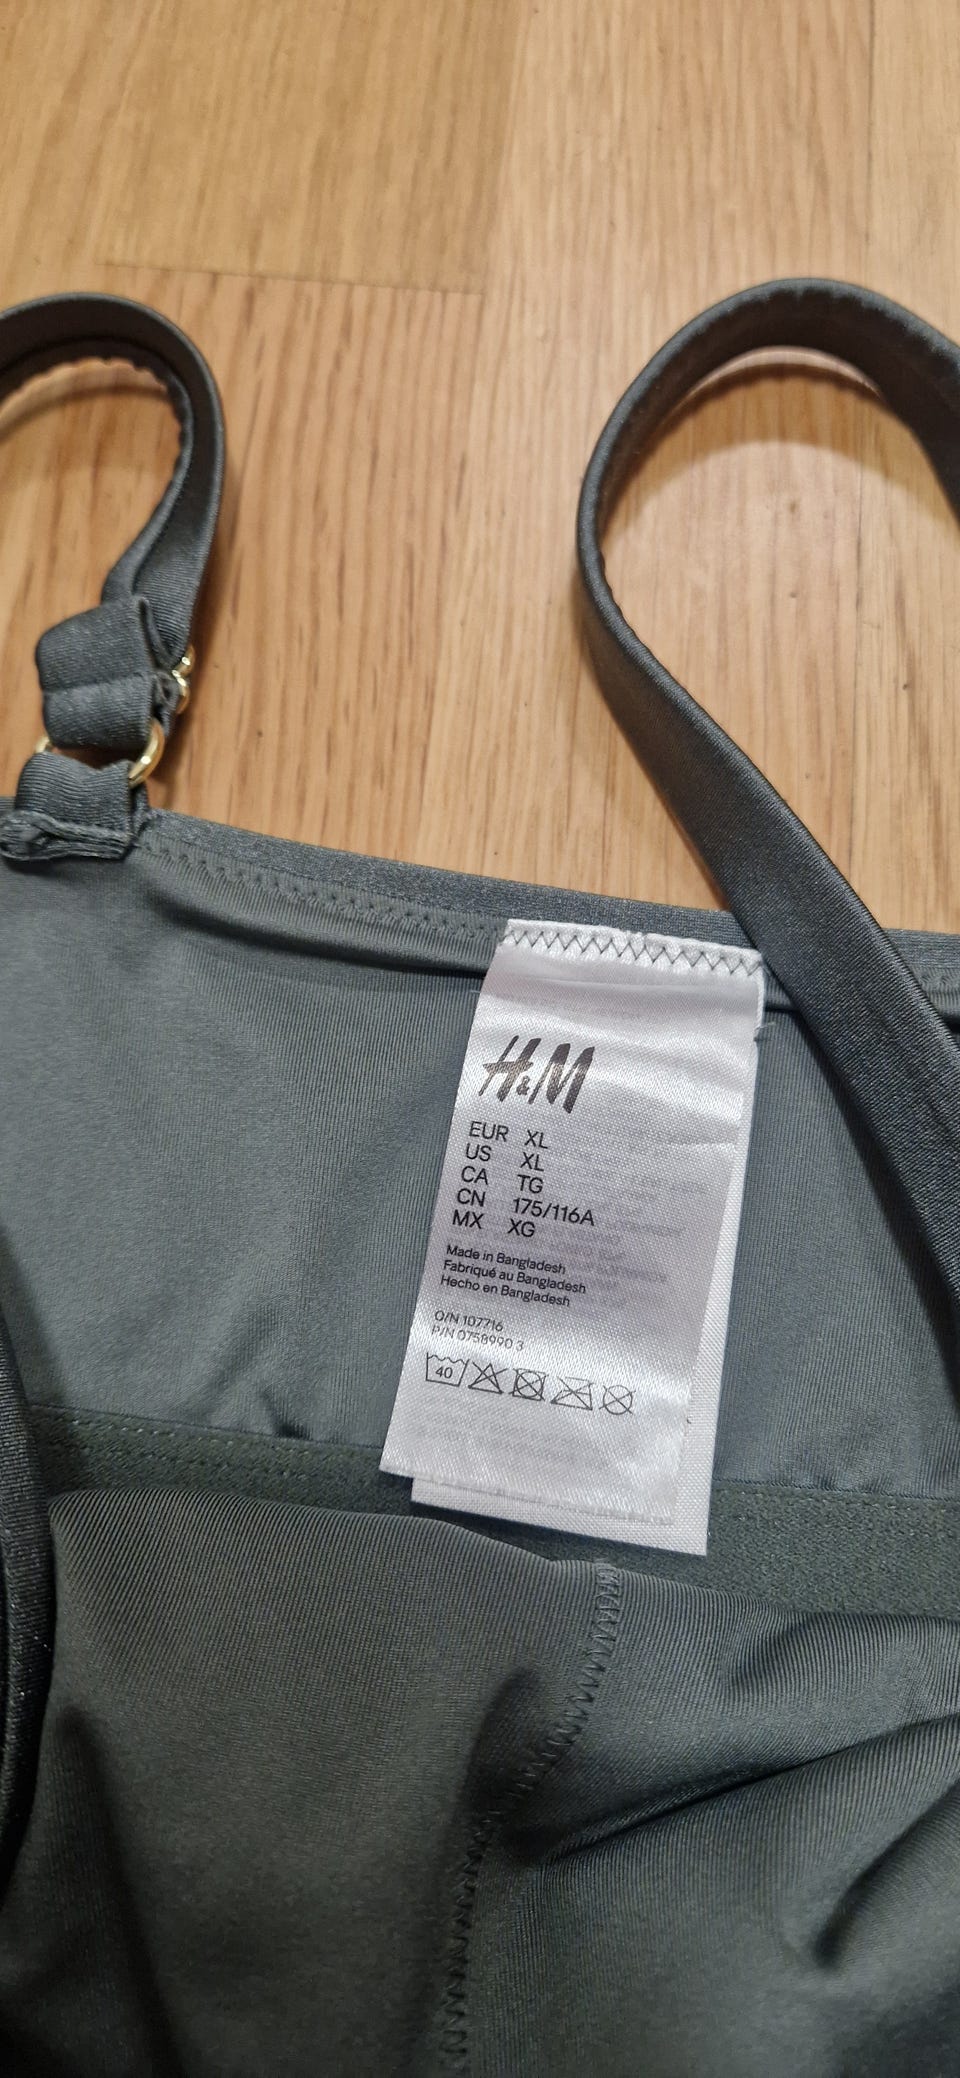 H&M
EUR XL
US XL
CA TG
CN 175/116A
MX XG
Made in Bangladesh
Fabriqué au Bangladesh
Hecho en Bangladesh
O/N 107716
P/N 0758990 3
40